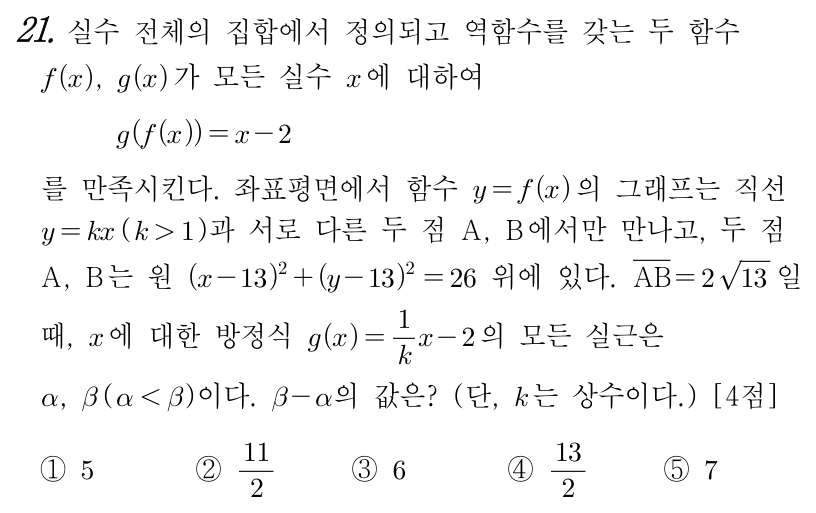 21. 실수 전체의 집합에서 정의되고 역함수를 갖는 두 함수
f(x), g(x)가 모든 실수 x에 대하여
g(f(x))=x-2
를 만족시킨다. 좌표평면에서 함수 y=f(x)의 그래프는 직선
y=kx(k>1)과 서로 다른 두 점 A, B에서만 만나고, 두 점
A, B는 원 (x-13)²+(y-13)²=26 위에 있다. \overline{AB}=2√13 일
때, x에 대한 방정식 g(x)=\frac{1}{k}x-2의 모든 실근은
α, β(α<β)이다. β-α의 값은? (단, k는 상수이다.) [4점]
① 5 ② \frac{11}{2} ③ 6 ④ \frac{13}{2} ⑤ 7